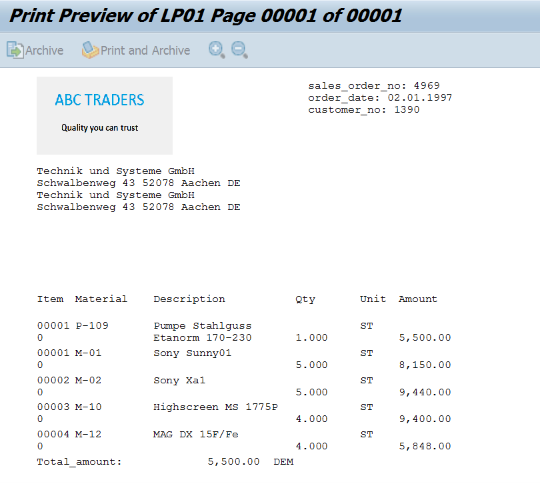 Print Preview of LP01 Page 00001 of 00001
Archive Print and Archive
ABC TRADERS
Quality you can trust
sales_order_no: 4969
order_date: 02.01.1997
customer_no: 1390
Technik und Systeme GmbH
Schwalbenweg 43 52078 Aachen DE
Technik und Systeme GmbH
Schwalbenweg 43 52078 Aachen DE
Item Material Description Qty Unit Amount
00001 P-109 Pumpe Stahlguss ST
0 Etanorm 170-230 1.000 5,500.00
00001 M-01 Sony Sunny01 ST
0 5.000 8,150.00
00002 M-02 Sony Xa1 ST
0 5.000 9,440.00
00003 M-10 Highscreen MS 1775P ST
0 4.000 9,400.00
00004 M-12 MAG DX 15F/Fe ST
0 4.000 5,848.00
Total_amount: 5,500.00 DEM